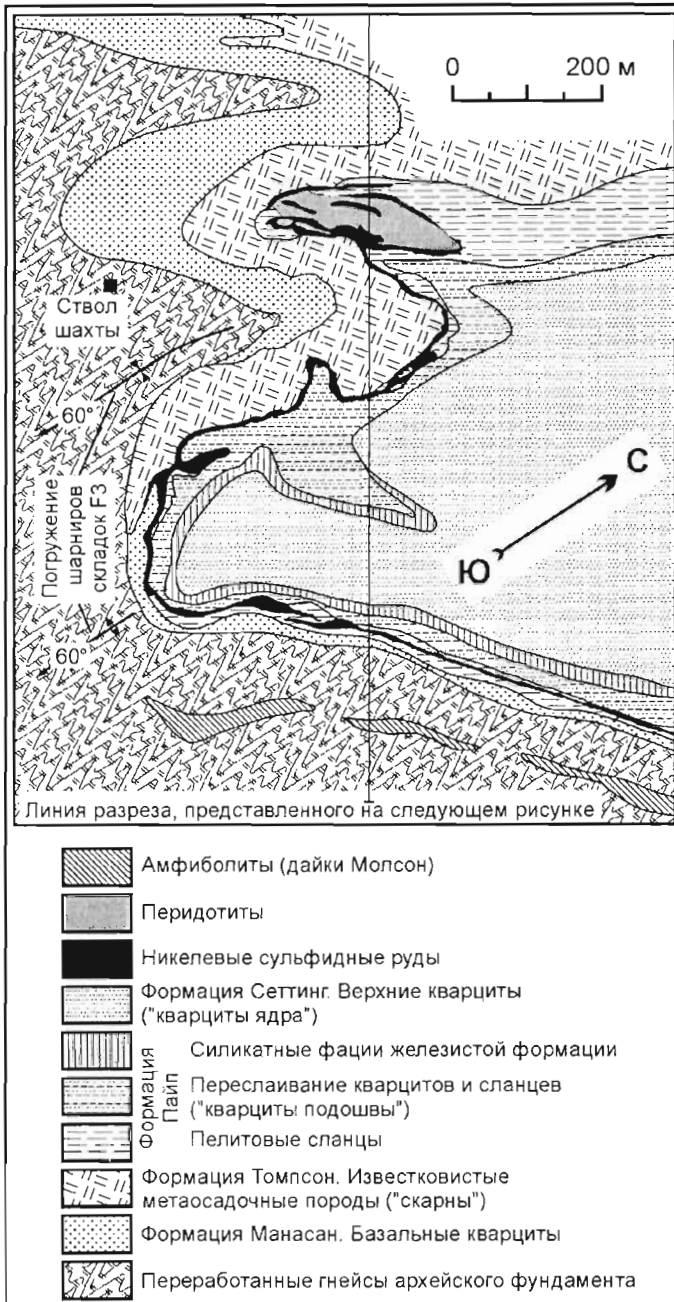 0 200 м
Ствол
шахты
60°
Погружение
шарниров
складок F3
60°
С
Ю
Линия разреза, представленного на следующем рисунке
Амфиболиты (дайки Молсон)
Перидотиты
Никелевые сульфидные руды
Формация Сеттинг. Верхние кварциты
("кварциты ядра")
Формация
Пайп
Силикатные фации железистой формации
Переслаивание кварцитов и сланцев
("кварциты подошвы")
Пелитовые сланцы
Формация Томпсон. Известковистые
метаосадочные породы ("скарны")
Формация Манасан. Базальные кварциты
Переработанные гнейсы архейского фундамента